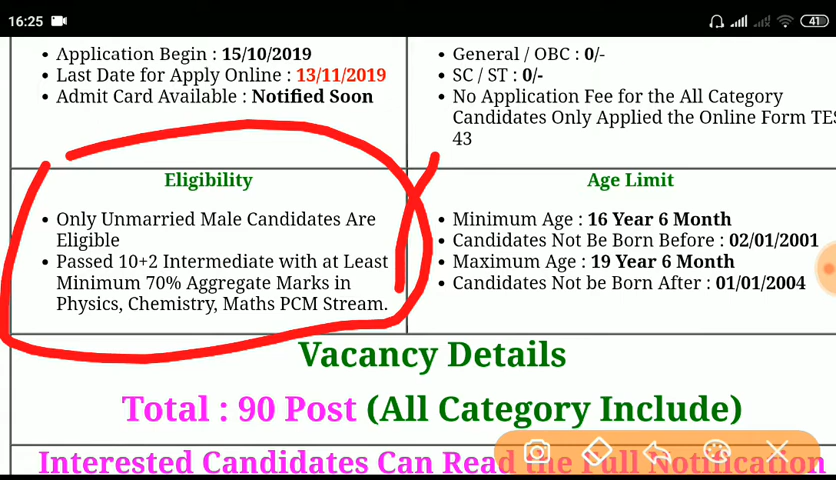 16:25
41
• Application Begin : 15/10/2019
• Last Date for Apply Online : 13/11/2019
• Admit Card Available : Notified Soon
• General / OBC : 0/-
• SC / ST : 0/-
• No Application Fee for the All Category
Candidates Only Applied the Online Form TES
43
Eligibility
• Only Unmarried Male Candidates Are
Eligible
• Passed 10+2 Intermediate with at Least
Minimum 70% Aggregate Marks in
Physics, Chemistry, Maths PCM Stream.
Age Limit
• Minimum Age : 16 Year 6 Month
• Candidates Not Be Born Before : 02/01/2001
• Maximum Age : 19 Year 6 Month
• Candidates Not be Born After : 01/01/2004
Vacancy Details
Total : 90 Post (All Category Include)
Interested Candidates Can Read the Full Notification